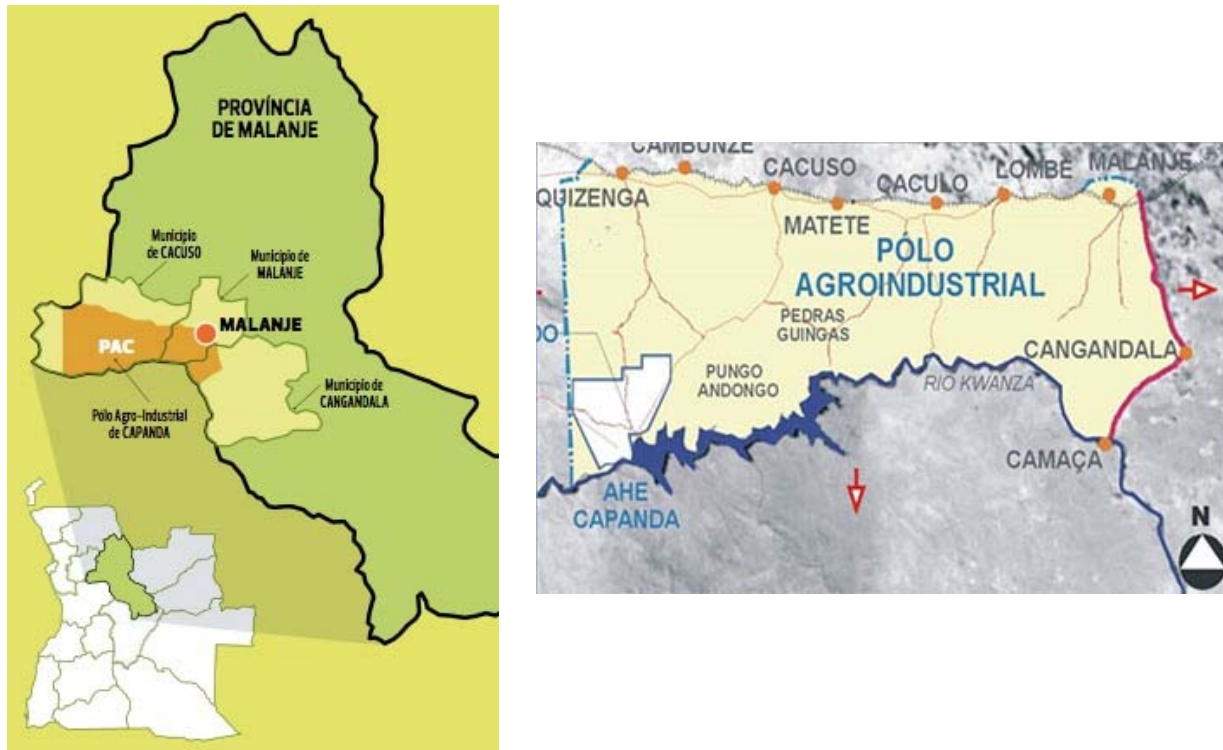 PROVÍNCIA
DE MALANJE
Município
de CACUSO
Município de
MALANJE
MALANJE
PAC
Pólo Agro-Industrial
de CAPANDA
Município de
CANGANDALA
CAMBUNZE
QUIZENGA
CACUSO
MATETE
CACULO
LOMBE
MALANJE
PÓLO
AGROINDUSTRIAL
PEDRAS
GUINGAS
PUNGO
ANDONGO
CANGANDALA
RIO KWANZA
CAMAÇA
AHE
CAPANDA
N